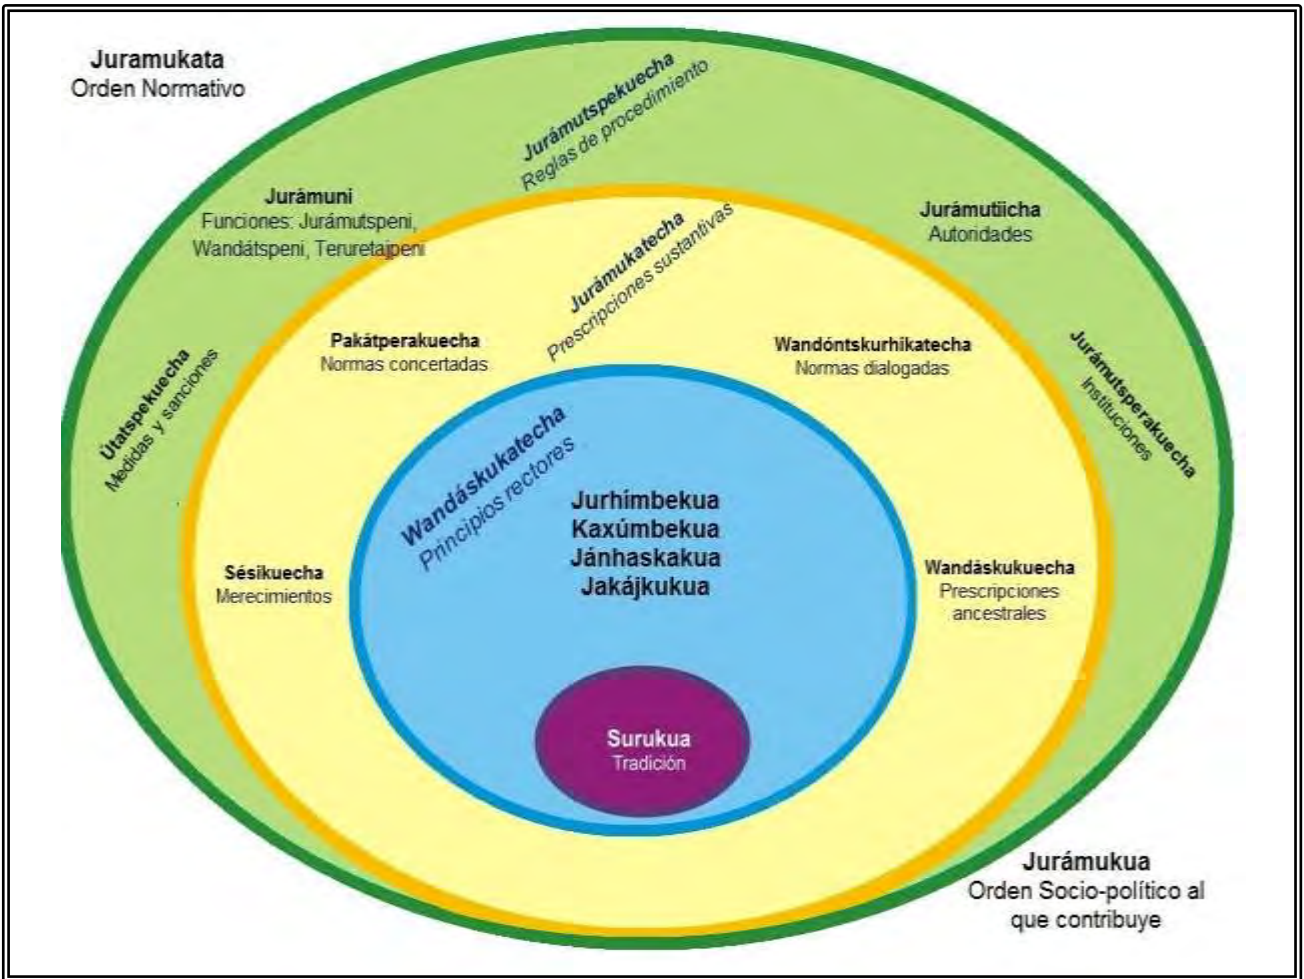 Juramukata
Orden Normativo
Jurámutspekuecha
Reglas de procedimiento
Jurámuni
Funciones: Jurámutspeni,
Wandátspeni, Teruretajpeni
Jurámutiicha
Autoridades
Jurámukatecha
Prescripciones sustantivas
Pakátperakuecha
Normas concertadas
Wandóntskurhikatecha
Normas dialogadas
Útatspekuecha
Medidas y sanciones
Jurámutsperakuecha
Instituciones
Wandáskukatecha
Principios rectores
Jurhímbekua
Kaxúmbekua
Jánhaskakua
Jakájkukua
Sésikuecha
Merecimientos
Wandáskukuecha
Prescripciones
ancestrales
Surukua
Tradición
Jurámukua
Orden Socio-político al
que contribuye